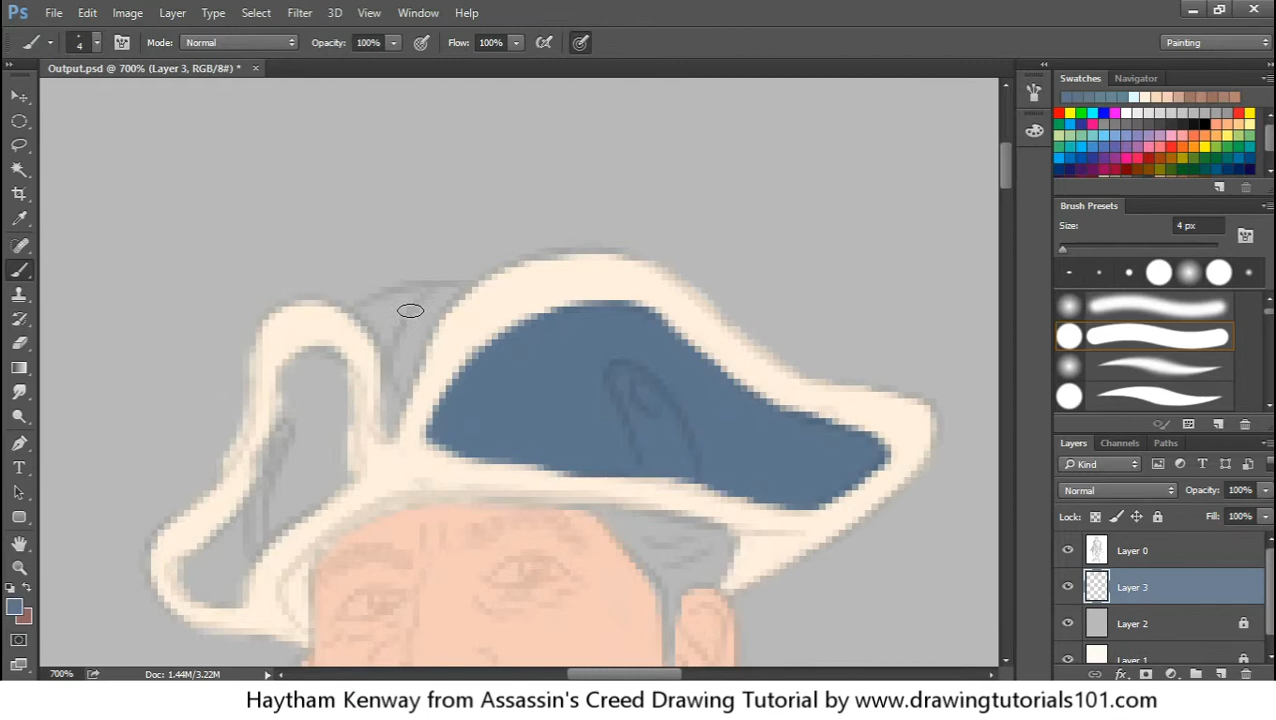 Ps File Edit Image Layer Type Select Filter 3D View Window Help
4 Mode: Normal Opacity: 100% Flow: 100% Painting
Output.psd @ 700% (Layer 3, RGB/8#) * ×
Swatches Navigator
Brush Presets
Size: 4 px
Layers Channels Paths
Kind
Normal Opacity: 100%
Lock: Fill: 100%
Layer 0
Layer 3
Layer 2
Layer 1
T
700% Doc: 1.44M/3.22M
Haytham Kenway from Assassin's Creed Drawing Tutorial by www.drawingtutorials101.com